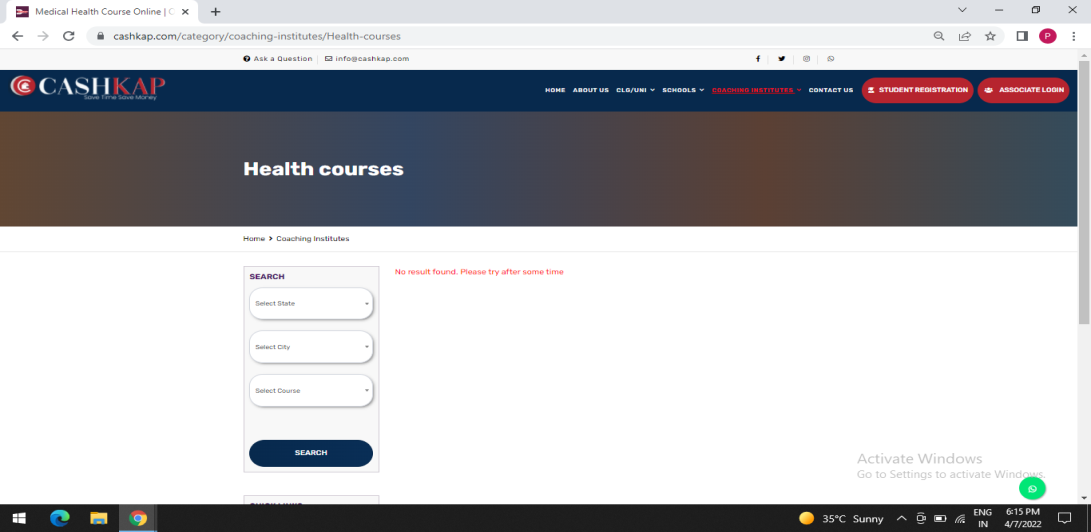 Medical Health Course Online | C
cashkap.com/category/coaching-institutes/Health-courses
P
Ask a Question
info@cashkap.com
CASHKAP
Save Time Save Money
HOME ABOUT US CLG/UNI SCHOOLS COACHING INSTITUTES CONTACT US
STUDENT REGISTRATION
ASSOCIATE LOGIN
Health courses
Home > Coaching Institutes
SEARCH
No result found. Please try after some time
Select State
Select City
Select Course
SEARCH
Activate Windows
Go to Settings to activate Windows.
QUICK LINKS
35°C Sunny
ENG
IN
6:15 PM
4/7/2022